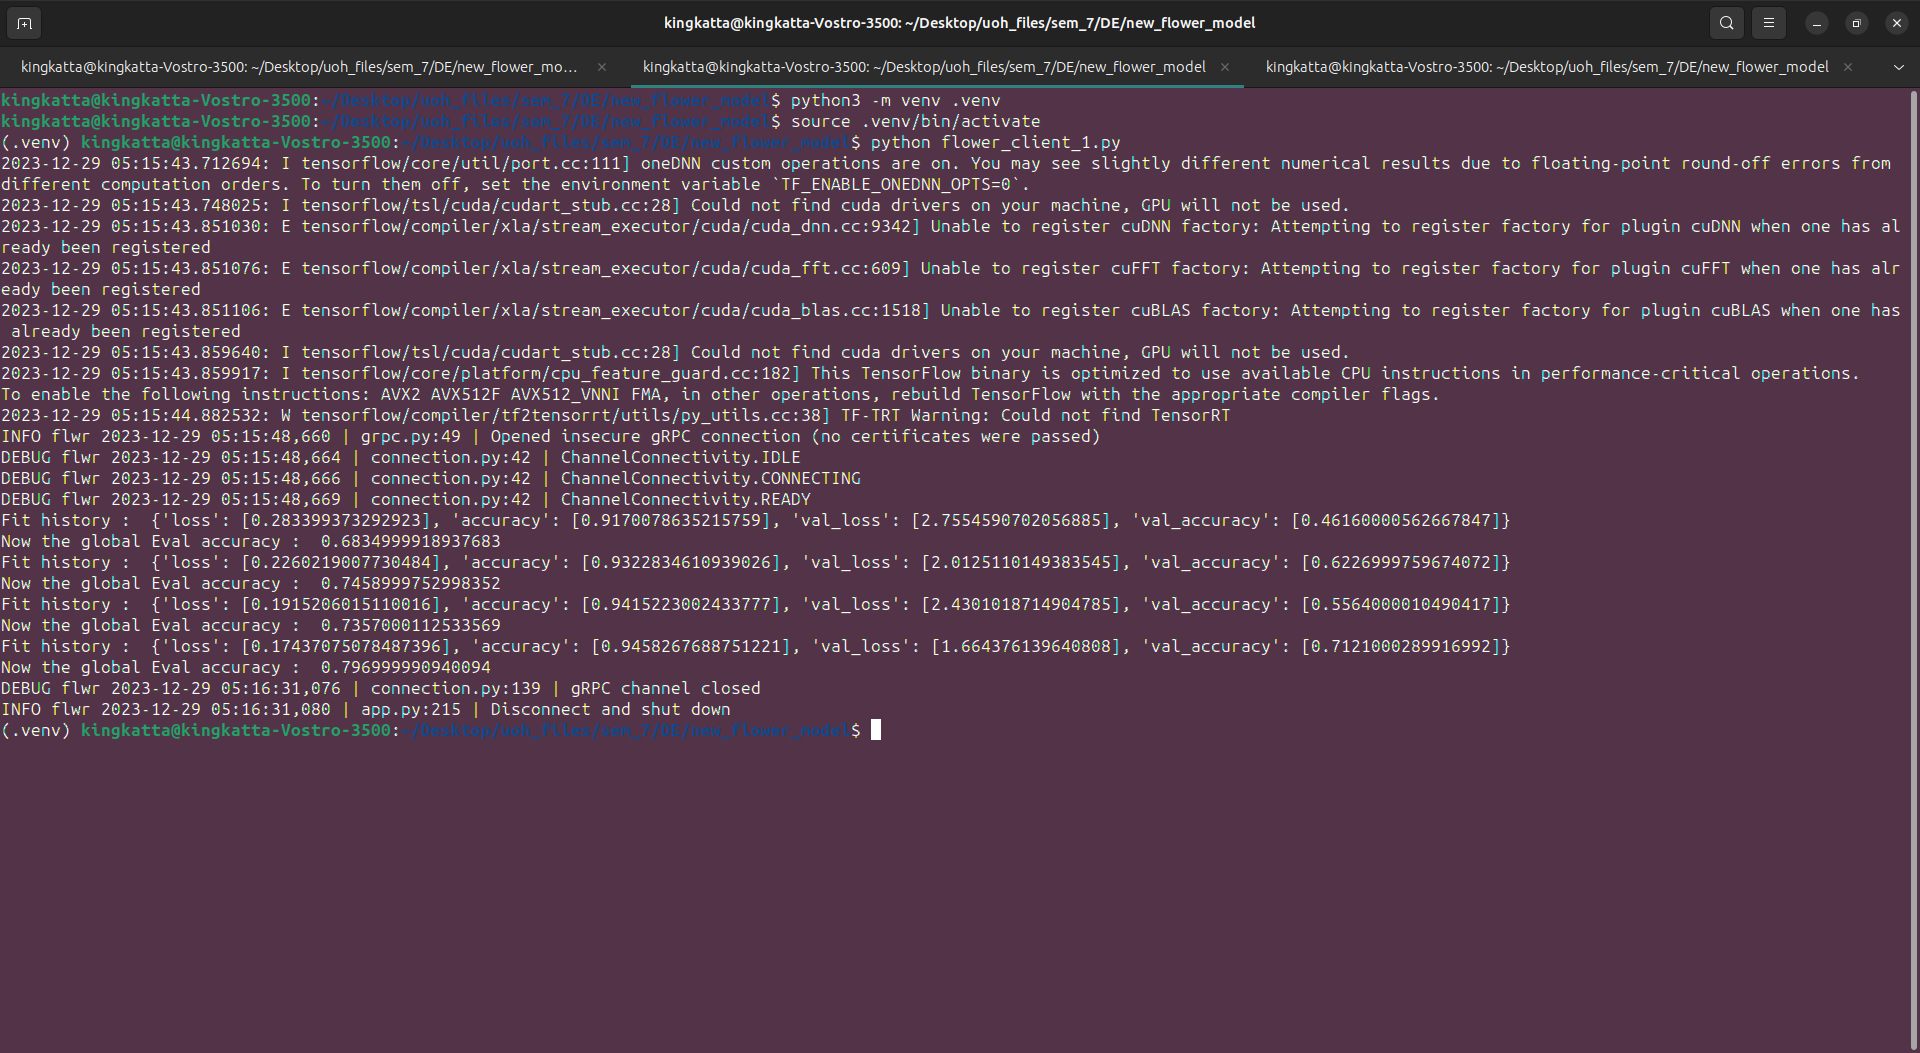 kingkatta@kingkatta-Vostro-3500: ~/Desktop/uoh_files/sem_7/DE/new_flower_model
kingkatta@kingkatta-Vostro-3500: ~/Desktop/uoh_files/sem_7/DE/new_flower_mo...
kingkatta@kingkatta-Vostro-3500: ~/Desktop/uoh_files/sem_7/DE/new_flower_model
kingkatta@kingkatta-Vostro-3500: ~/Desktop/uoh_files/sem_7/DE/new_flower_model
kingkatta@kingkatta-Vostro-3500:~/Desktop/uoh_files/sem_7/DE/new_flower_model$ python3 -m venv .venv
kingkatta@kingkatta-Vostro-3500:~/Desktop/uoh_files/sem_7/DE/new_flower_model$ source .venv/bin/activate
(.venv) kingkatta@kingkatta-Vostro-3500:~/Desktop/uoh_files/sem_7/DE/new_flower_model$ python flower_client_1.py
2023-12-29 05:15:43.712694: I tensorflow/core/util/port.cc:111] oneDNN custom operations are on. You may see slightly different numerical results due to floating-point round-off errors from
different computation orders. To turn them off, set the environment variable `TF_ENABLE_ONEDNN_OPTS=0`.
2023-12-29 05:15:43.748025: I tensorflow/tsl/cuda/cudart_stub.cc:28] Could not find cuda drivers on your machine, GPU will not be used.
2023-12-29 05:15:43.851030: E tensorflow/compiler/xla/stream_executor/cuda/cuda_dnn.cc:9342] Unable to register cuDNN factory: Attempting to register factory for plugin cuDNN when one has al
ready been registered
2023-12-29 05:15:43.851076: E tensorflow/compiler/xla/stream_executor/cuda/cuda_fft.cc:609] Unable to register cuFFT factory: Attempting to register factory for plugin cuFFT when one has alr
eady been registered
2023-12-29 05:15:43.851106: E tensorflow/compiler/xla/stream_executor/cuda/cuda_blas.cc:1518] Unable to register cuBLAS factory: Attempting to register factory for plugin cuBLAS when one has
 already been registered
2023-12-29 05:15:43.859640: I tensorflow/tsl/cuda/cudart_stub.cc:28] Could not find cuda drivers on your machine, GPU will not be used.
2023-12-29 05:15:43.859917: I tensorflow/core/platform/cpu_feature_guard.cc:182] This TensorFlow binary is optimized to use available CPU instructions in performance-critical operations.
To enable the following instructions: AVX2 AVX512F AVX512_VNNI FMA, in other operations, rebuild TensorFlow with the appropriate compiler flags.
2023-12-29 05:15:44.882532: W tensorflow/compiler/tf2tensorrt/utils/py_utils.cc:38] TF-TRT Warning: Could not find TensorRT
INFO flwr 2023-12-29 05:15:48,660 | grpc.py:49 | Opened insecure gRPC connection (no certificates were passed)
DEBUG flwr 2023-12-29 05:15:48,664 | connection.py:42 | ChannelConnectivity.IDLE
DEBUG flwr 2023-12-29 05:15:48,666 | connection.py:42 | ChannelConnectivity.CONNECTING
DEBUG flwr 2023-12-29 05:15:48,669 | connection.py:42 | ChannelConnectivity.READY
Fit history :  {'loss': [0.283399373292923], 'accuracy': [0.9170078635215759], 'val_loss': [2.7554590702056885], 'val_accuracy': [0.46160000562667847]}
Now the global Eval accuracy :  0.6834999918937683
Fit history :  {'loss': [0.2260219007730484], 'accuracy': [0.9322834610939026], 'val_loss': [2.0125110149383545], 'val_accuracy': [0.6226999759674072]}
Now the global Eval accuracy :  0.7458999752998352
Fit history :  {'loss': [0.1915206015110016], 'accuracy': [0.9415223002433777], 'val_loss': [2.4301018714904785], 'val_accuracy': [0.5564000010490417]}
Now the global Eval accuracy :  0.7357000112533569
Fit history :  {'loss': [0.17437075078487396], 'accuracy': [0.9458267688751221], 'val_loss': [1.664376139640808], 'val_accuracy': [0.7121000289916992]}
Now the global Eval accuracy :  0.796999990940094
DEBUG flwr 2023-12-29 05:16:31,076 | connection.py:139 | gRPC channel closed
INFO flwr 2023-12-29 05:16:31,080 | app.py:215 | Disconnect and shut down
(.venv) kingkatta@kingkatta-Vostro-3500:~/Desktop/uoh_files/sem_7/DE/new_flower_model$